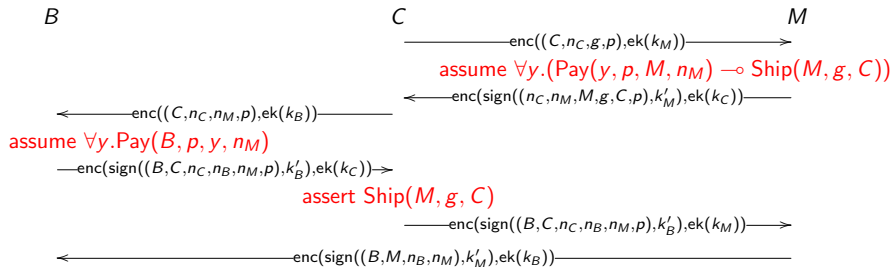 B C M
enc((C,n_C,g,p),ek(k_M))
assume ∀y.(Pay(y, p, M, n_M) ⊸ Ship(M, g, C))
enc(sign((n_C,n_M,M,g,C,p),k′_M),ek(k_C))
enc((C,n_C,n_M,p),ek(k_B))
assume ∀y.Pay(B, p, y, n_M)
enc(sign((B,C,n_C,n_B,n_M,p),k′_B),ek(k_C))
assert Ship(M, g, C)
enc(sign((B,C,n_C,n_B,n_M,p),k′_B),ek(k_M))
enc(sign((B,M,n_B,n_M),k′_M),ek(k_B))